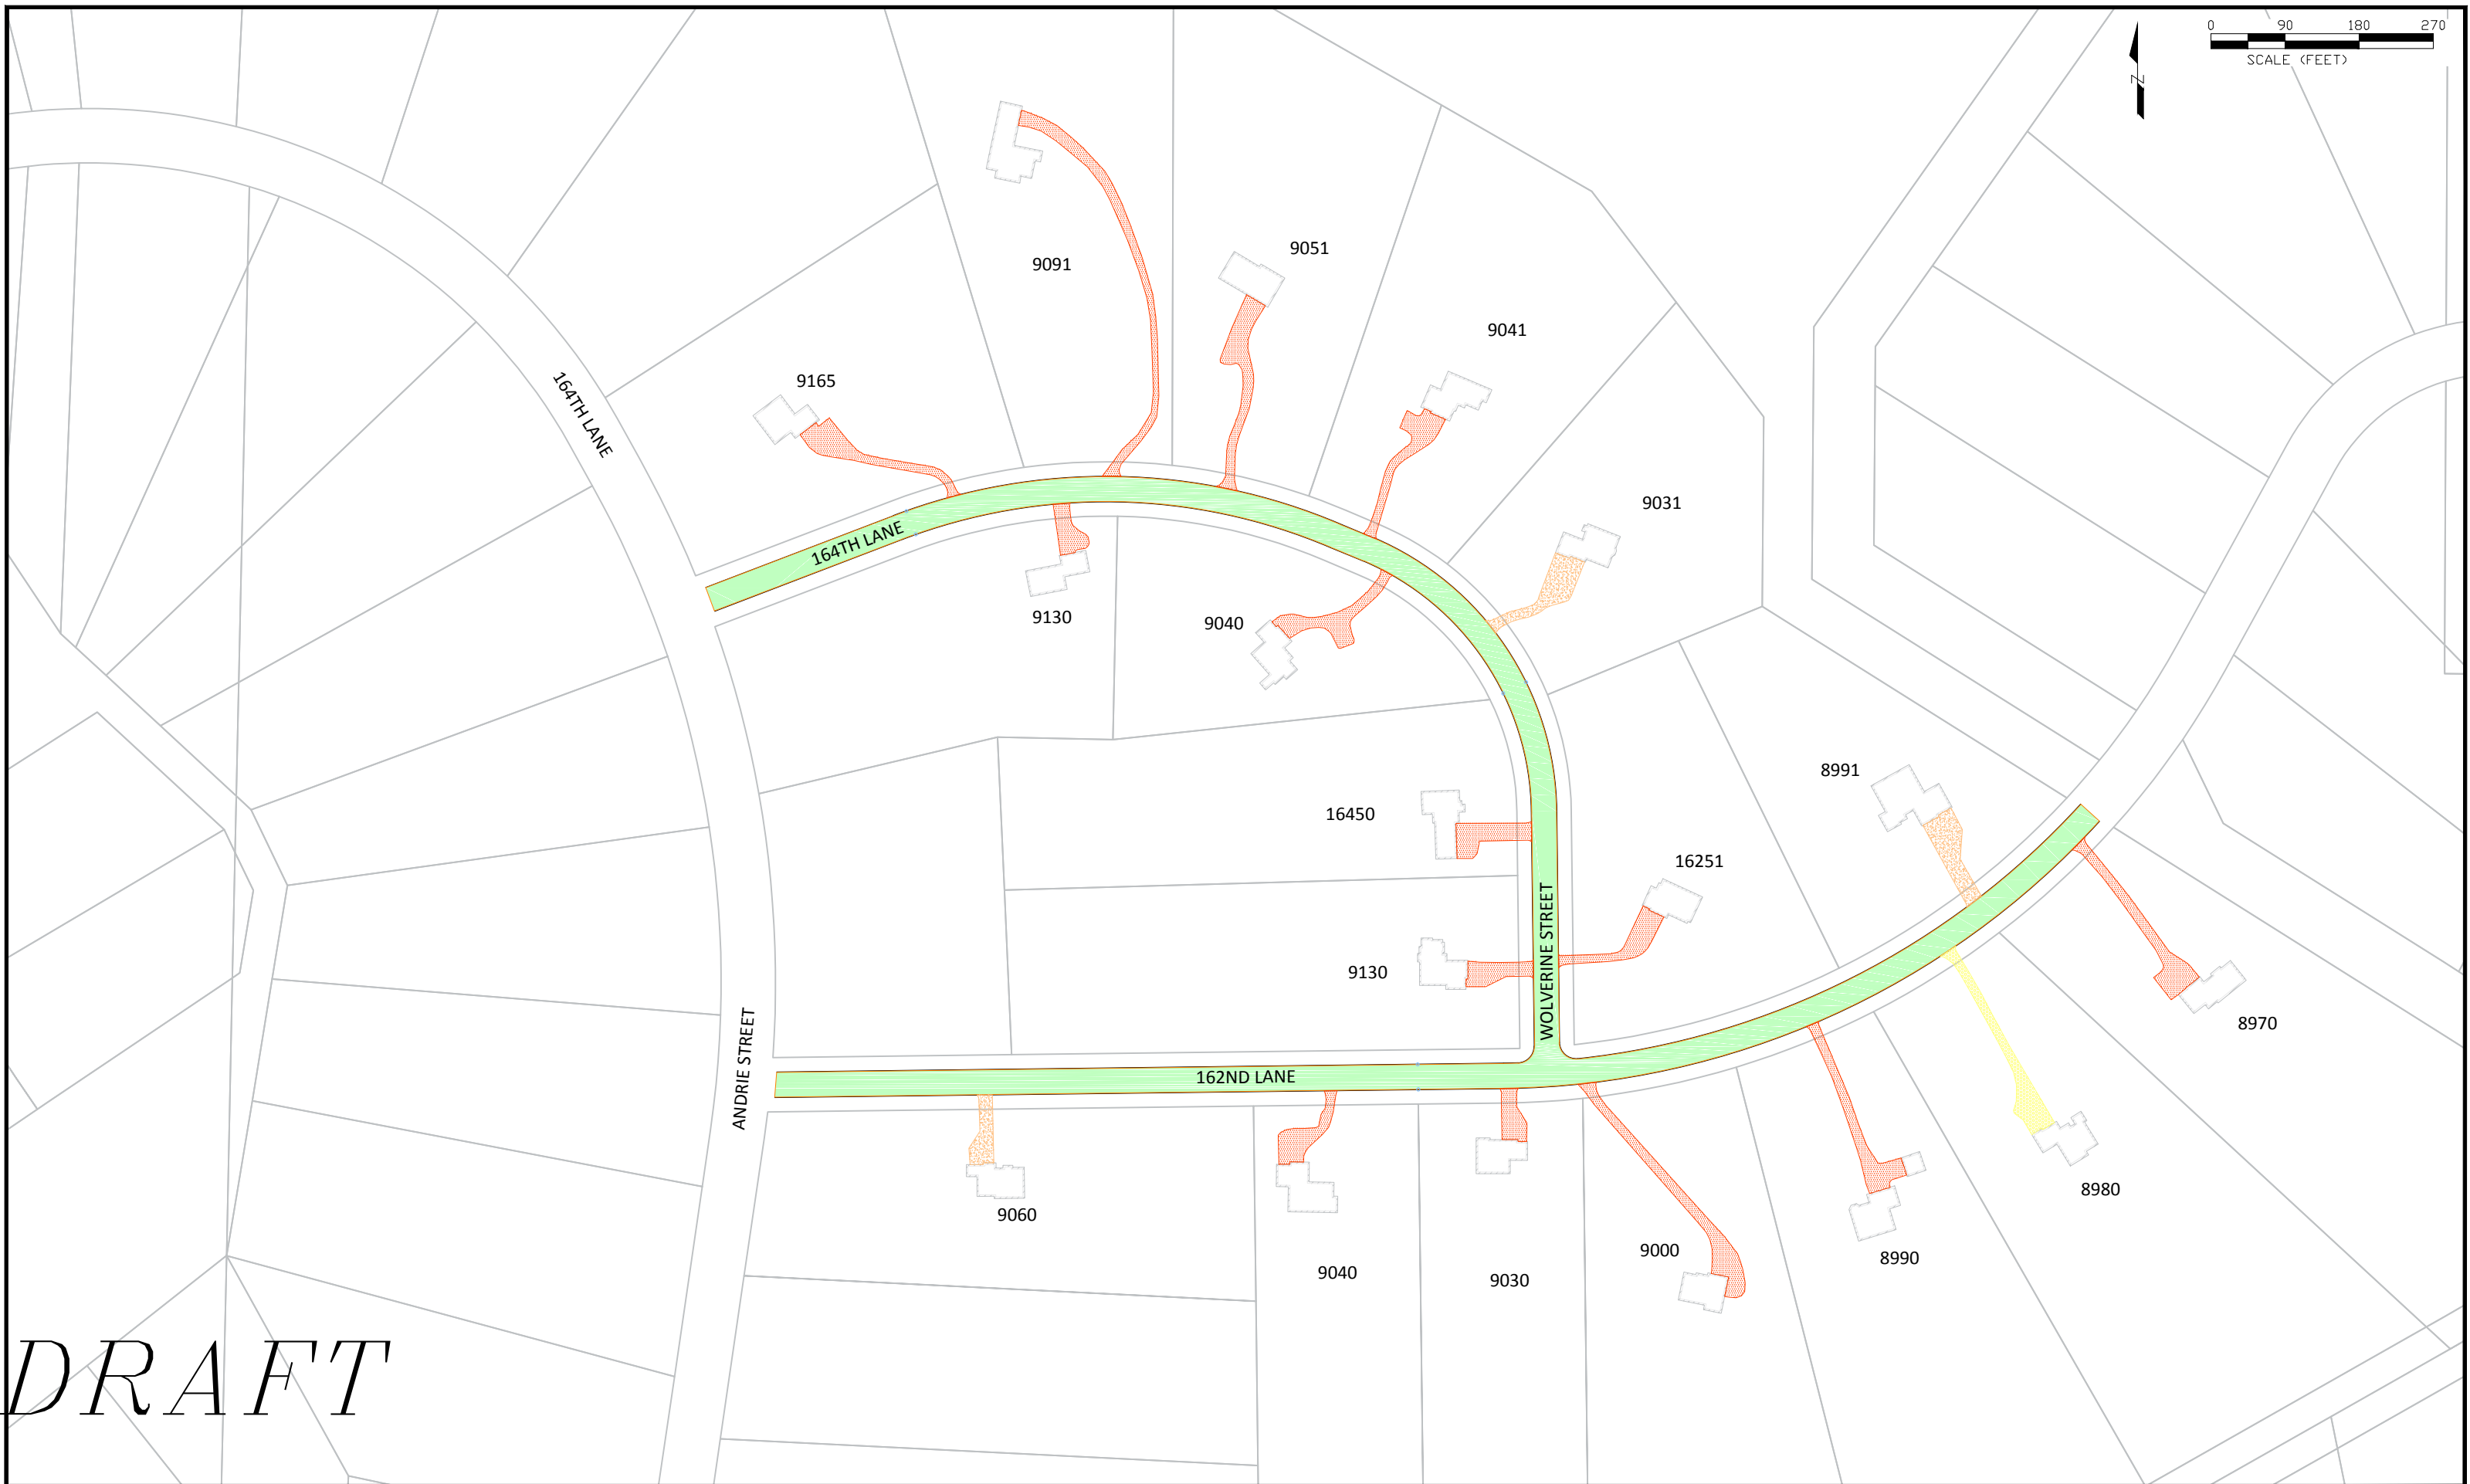 0 90 180 270
SCALE (FEET)
N
9051
9091
9041
9165
164TH LANE
9031
164TH LANE
9130
9040
8991
16450
16251
WOLVERINE STREET
9130
8970
ANDRIE STREET
162ND LANE
8980
9060
9000
8990
9040
9030
DRAFT